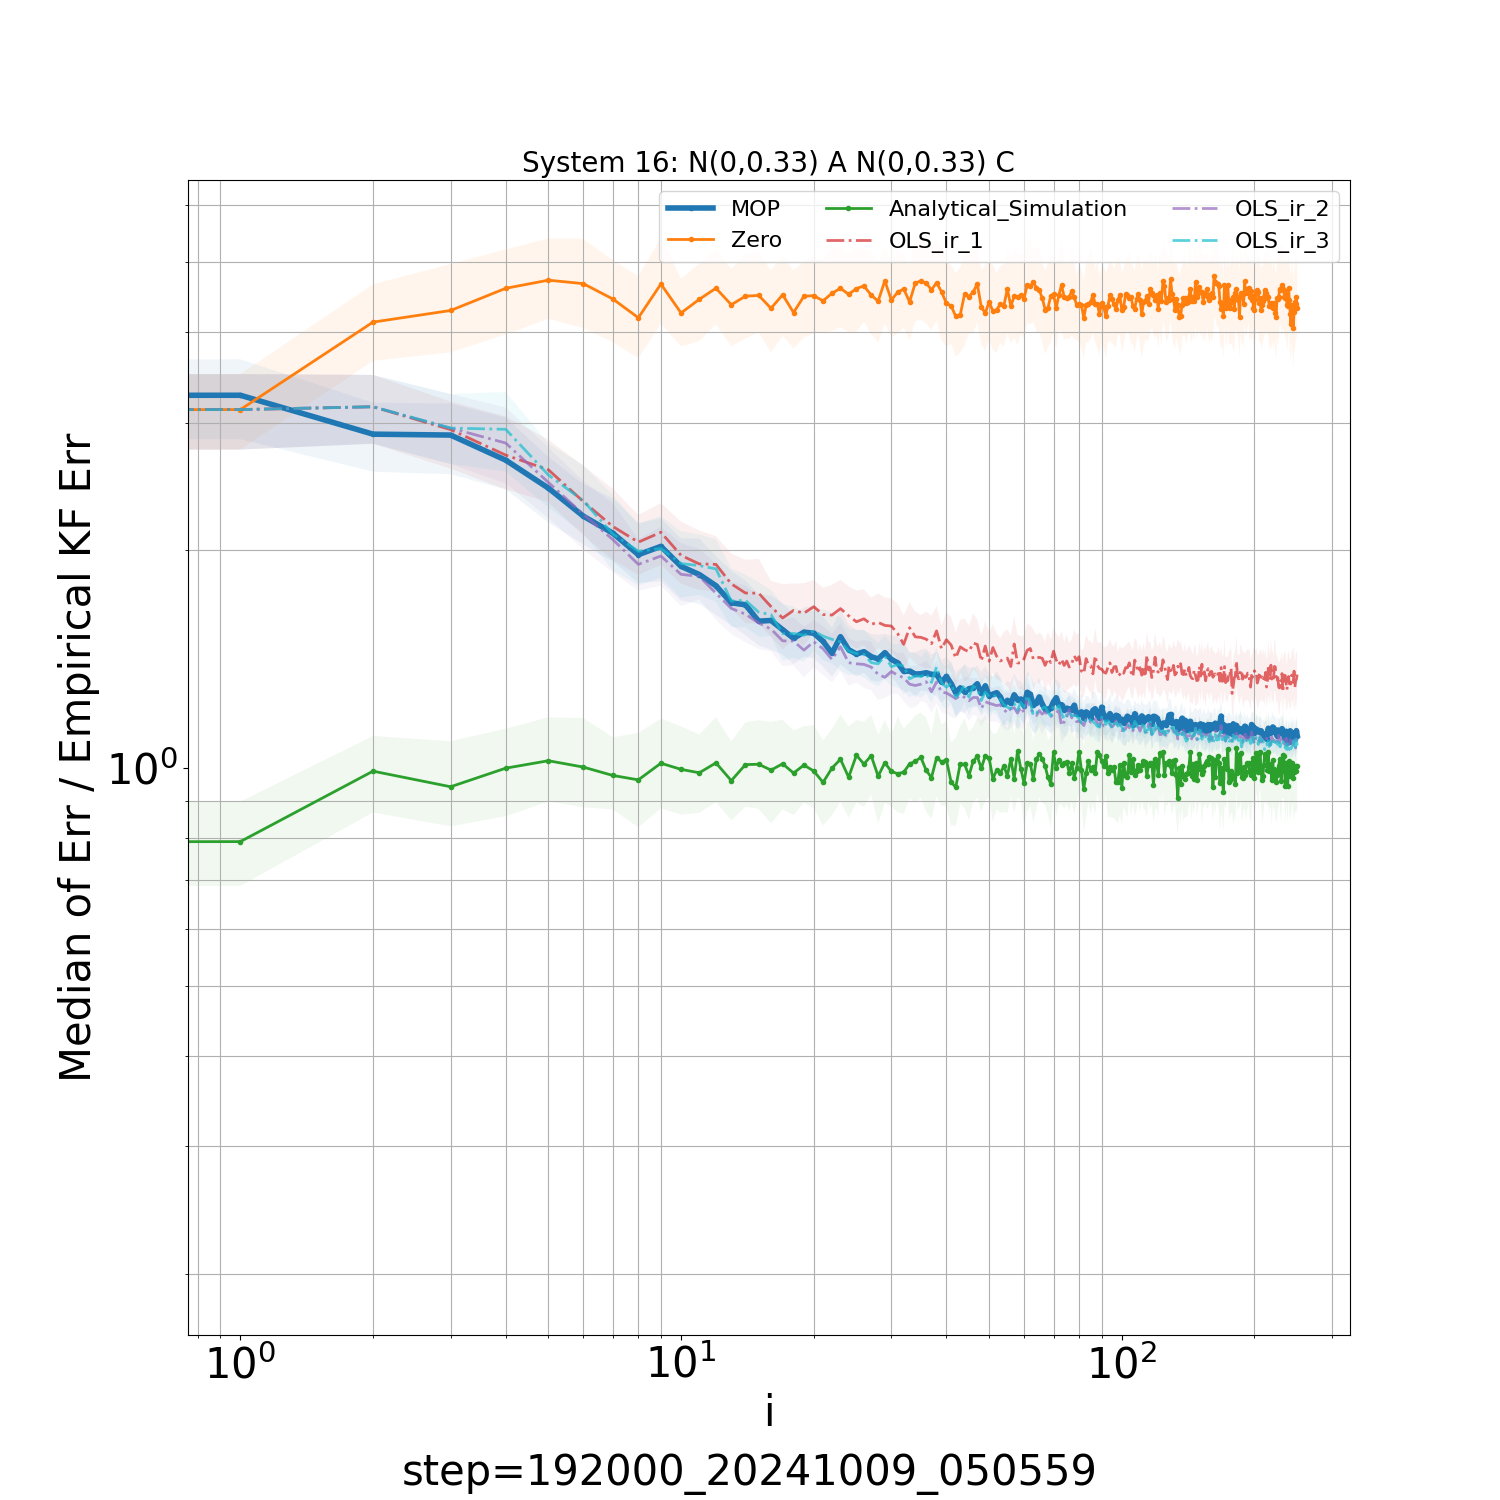 System 16: N(0,0.33) A N(0,0.33) C
MOP
Zero
Analytical_Simulation
OLS_ir_1
OLS_ir_2
OLS_ir_3
Median of Err / Empirical KF Err
10⁰
10⁰ 10¹ 10²
i
step=192000_20241009_050559